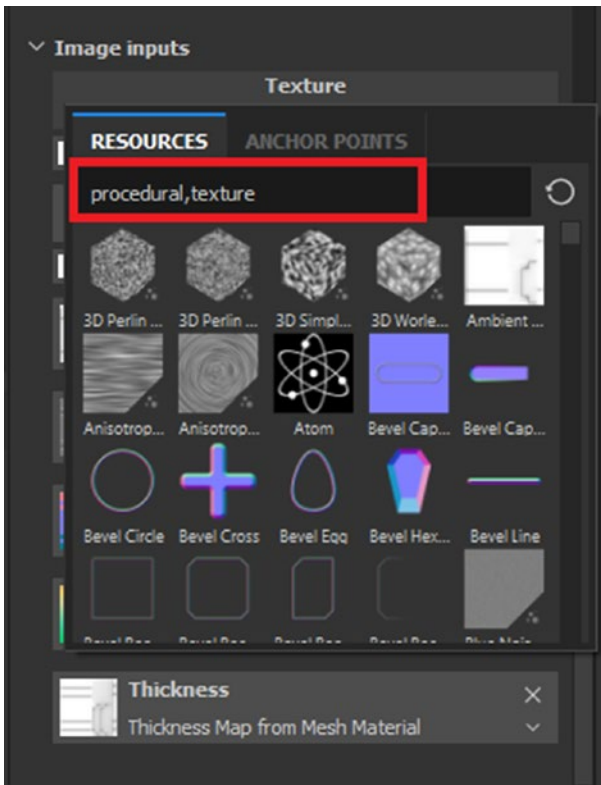 Image inputs
Texture
RESOURCES ANCHOR POINTS
procedural,texture
3D Perlin ... 3D Perlin ... 3D Simpl... 3D Worle... Ambient ...
Anisotrop... Anisotrop... Atom Bevel Cap... Bevel Cap...
Bevel Circle Bevel Cross Bevel Egg Bevel Hex... Bevel Line
Thickness
Thickness Map from Mesh Material